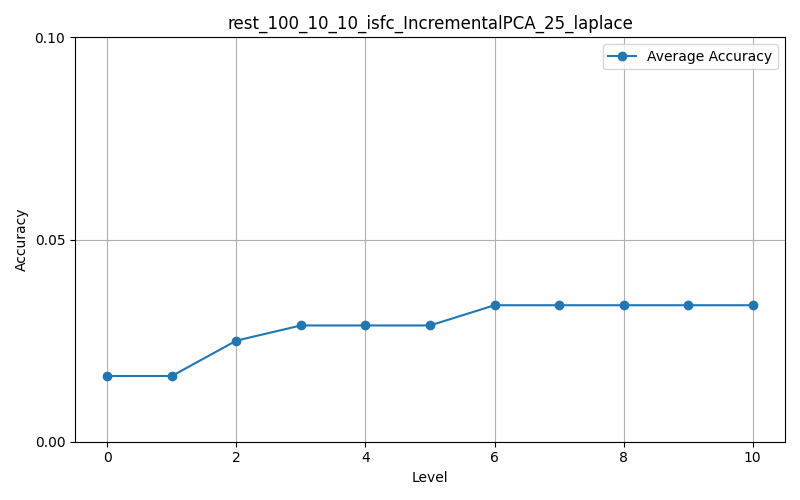 rest_100_10_10_isfc_IncrementalPCA_25_laplace
Average Accuracy
0.10
0.05
0.00
Accuracy
0 2 4 6 8 10
Level